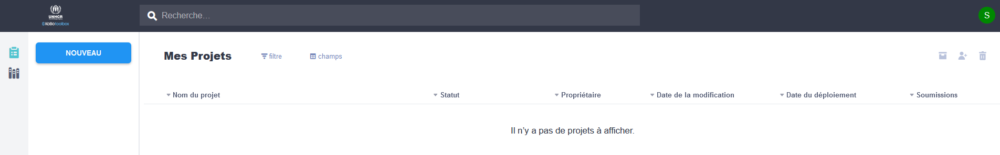 UNHCR
KoBotoolbox
Recherche...
S
NOUVEAU
Mes Projets
filtre
champs
Nom du projet
Statut
Propriétaire
Date de la modification
Date du déploiement
Soumissions
Il n’y a pas de projets à afficher.